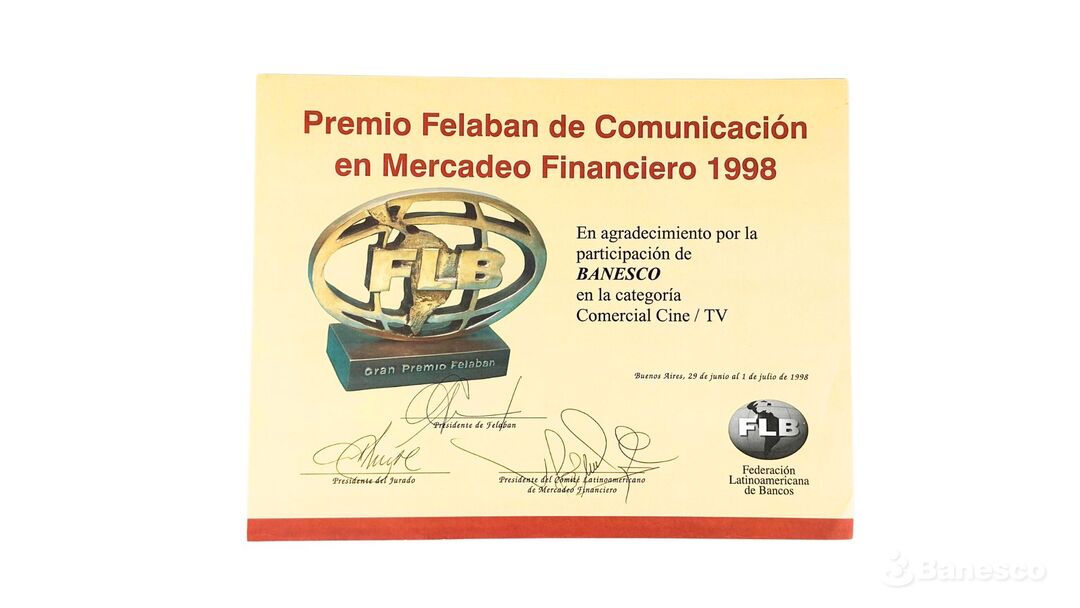 Premio Felaban de Comunicación
en Mercadeo Financiero 1998
FLB
Gran Premio Felaban
En agradecimiento por la
participación de
BANESCO
en la categoría
Comercial Cine / TV
Buenos Aires, 29 de junio al 1 de julio de 1998
Presidente de Felaban
Presidente del Jurado
Presidente del Comité Latinoamericano
de Mercadeo Financiero
FLB
Federación
Latinoamericana
de Bancos
Banesco